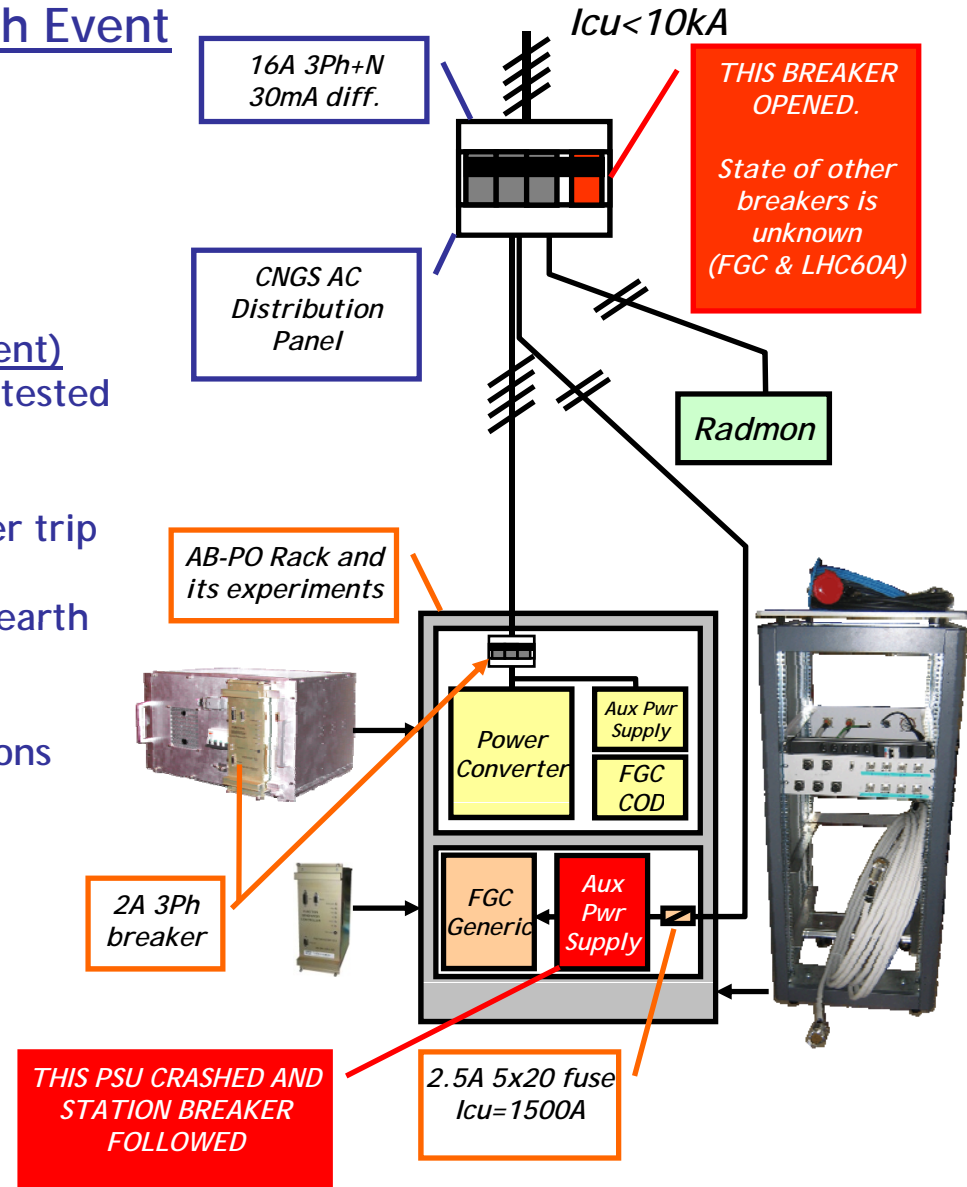 h Event
Icu<10kA
16A 3Ph+N
30mA diff.
THIS BREAKER
OPENED.
State of other
breakers is
unknown
(FGC & LHC60A)
CNGS AC
Distribution
Panel
ent)
tested
Radmon
er trip
AB-PO Rack and
its experiments
earth
ons
Power
Converter
Aux Pwr
Supply
FGC
COD
2A 3Ph
breaker
FGC
Generic
Aux
Pwr
Supply
THIS PSU CRASHED AND
STATION BREAKER
FOLLOWED
2.5A 5x20 fuse
Icu=1500A